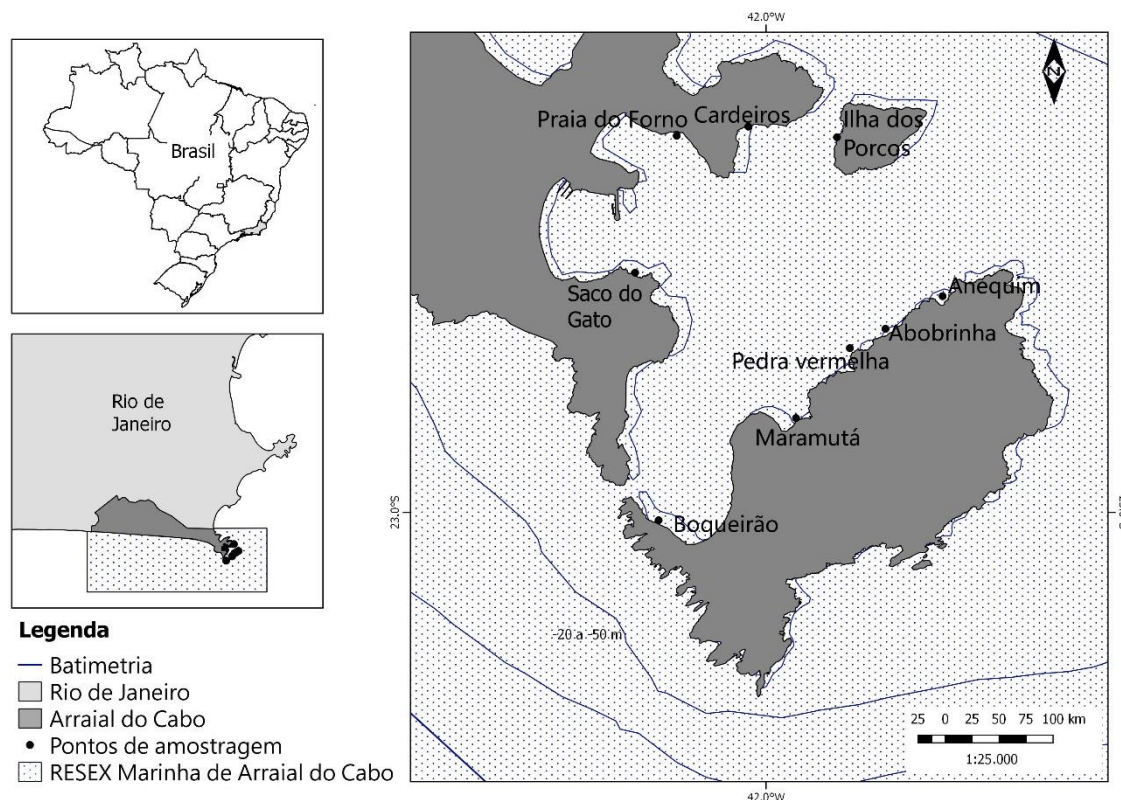 Brasil
Rio de
Janeiro
Legenda
Batimetria
Rio de Janeiro
Arraial do Cabo
Pontos de amostragem
RESEX Marinha de Arraial do Cabo
42.0°W
N
Praia do Forno
Cardeiros
Ilha dos
Porcos
Saco do
Gato
Anequim
Abobrinha
Pedra vermelha
Maramutá
23.0°S
Boqueirão
-20 a -50 m
25 0 25 50 75 100 km
1:25.000
42.0°W